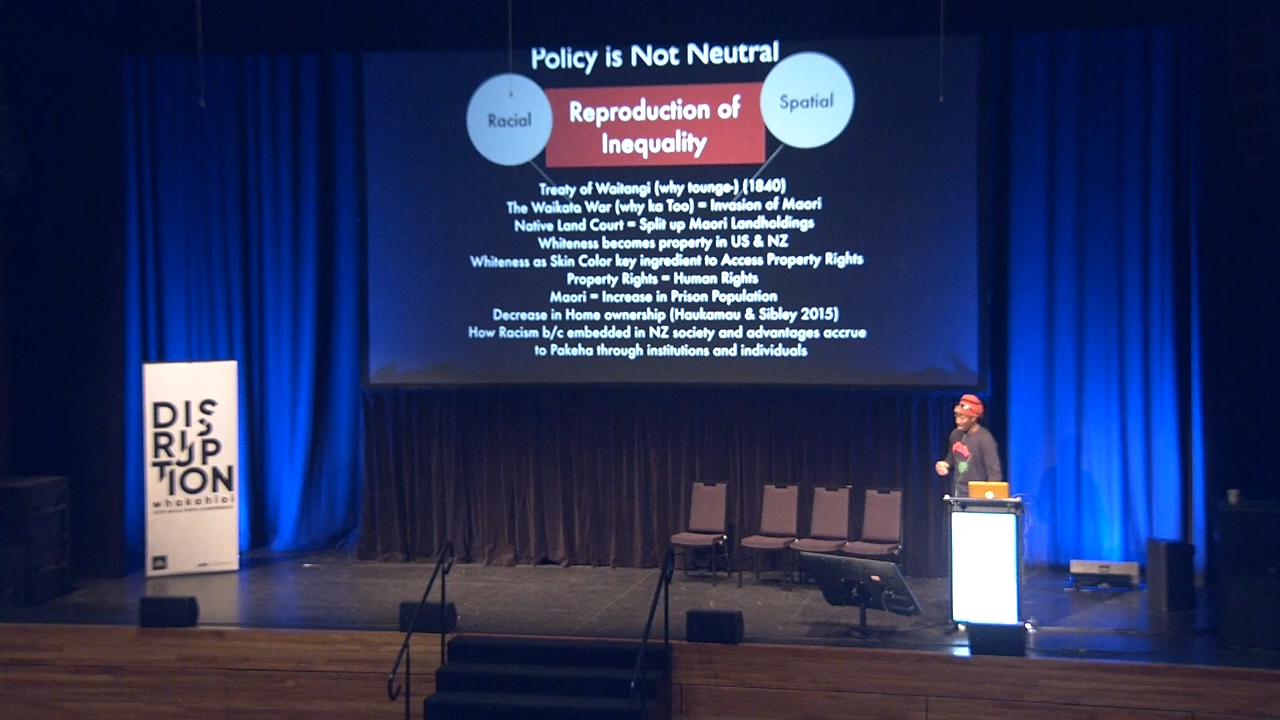 Policy is Not Neutral
Racial
Reproduction of
Inequality
Spatial
Treaty of Waitangi (why tounge-) (1840)
The Waikata War (why ka Too) = Invasion of Maori
Native Land Court = Split up Maori Landholdings
Whiteness becomes property in US & NZ
Whiteness as Skin Color key ingredient to Access Property Rights
Property Rights = Human Rights
Maori = Increase in Prison Population
Decrease in Home ownership (Haukamau & Sibley 2015)
How Racism b/c embedded in NZ society and advantages accrue
to Pakeha through institutions and individuals
DIS
RUP
TION